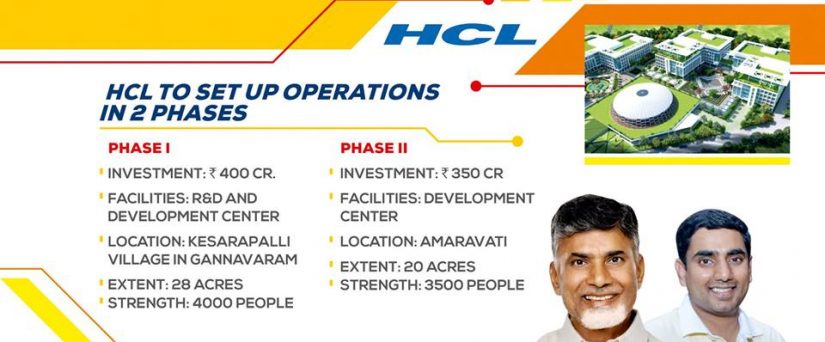 HCL
HCL TO SET UP OPERATIONS
IN 2 PHASES
PHASE I
INVESTMENT: ₹ 400 CR.
FACILITIES: R&D AND
DEVELOPMENT CENTER
LOCATION: KESARAPALLI
VILLAGE IN GANNAVARAM
EXTENT: 28 ACRES
STRENGTH: 4000 PEOPLE
PHASE II
INVESTMENT: ₹ 350 CR
FACILITIES: DEVELOPMENT
CENTER
LOCATION: AMARAVATI
EXTENT: 20 ACRES
STRENGTH: 3500 PEOPLE